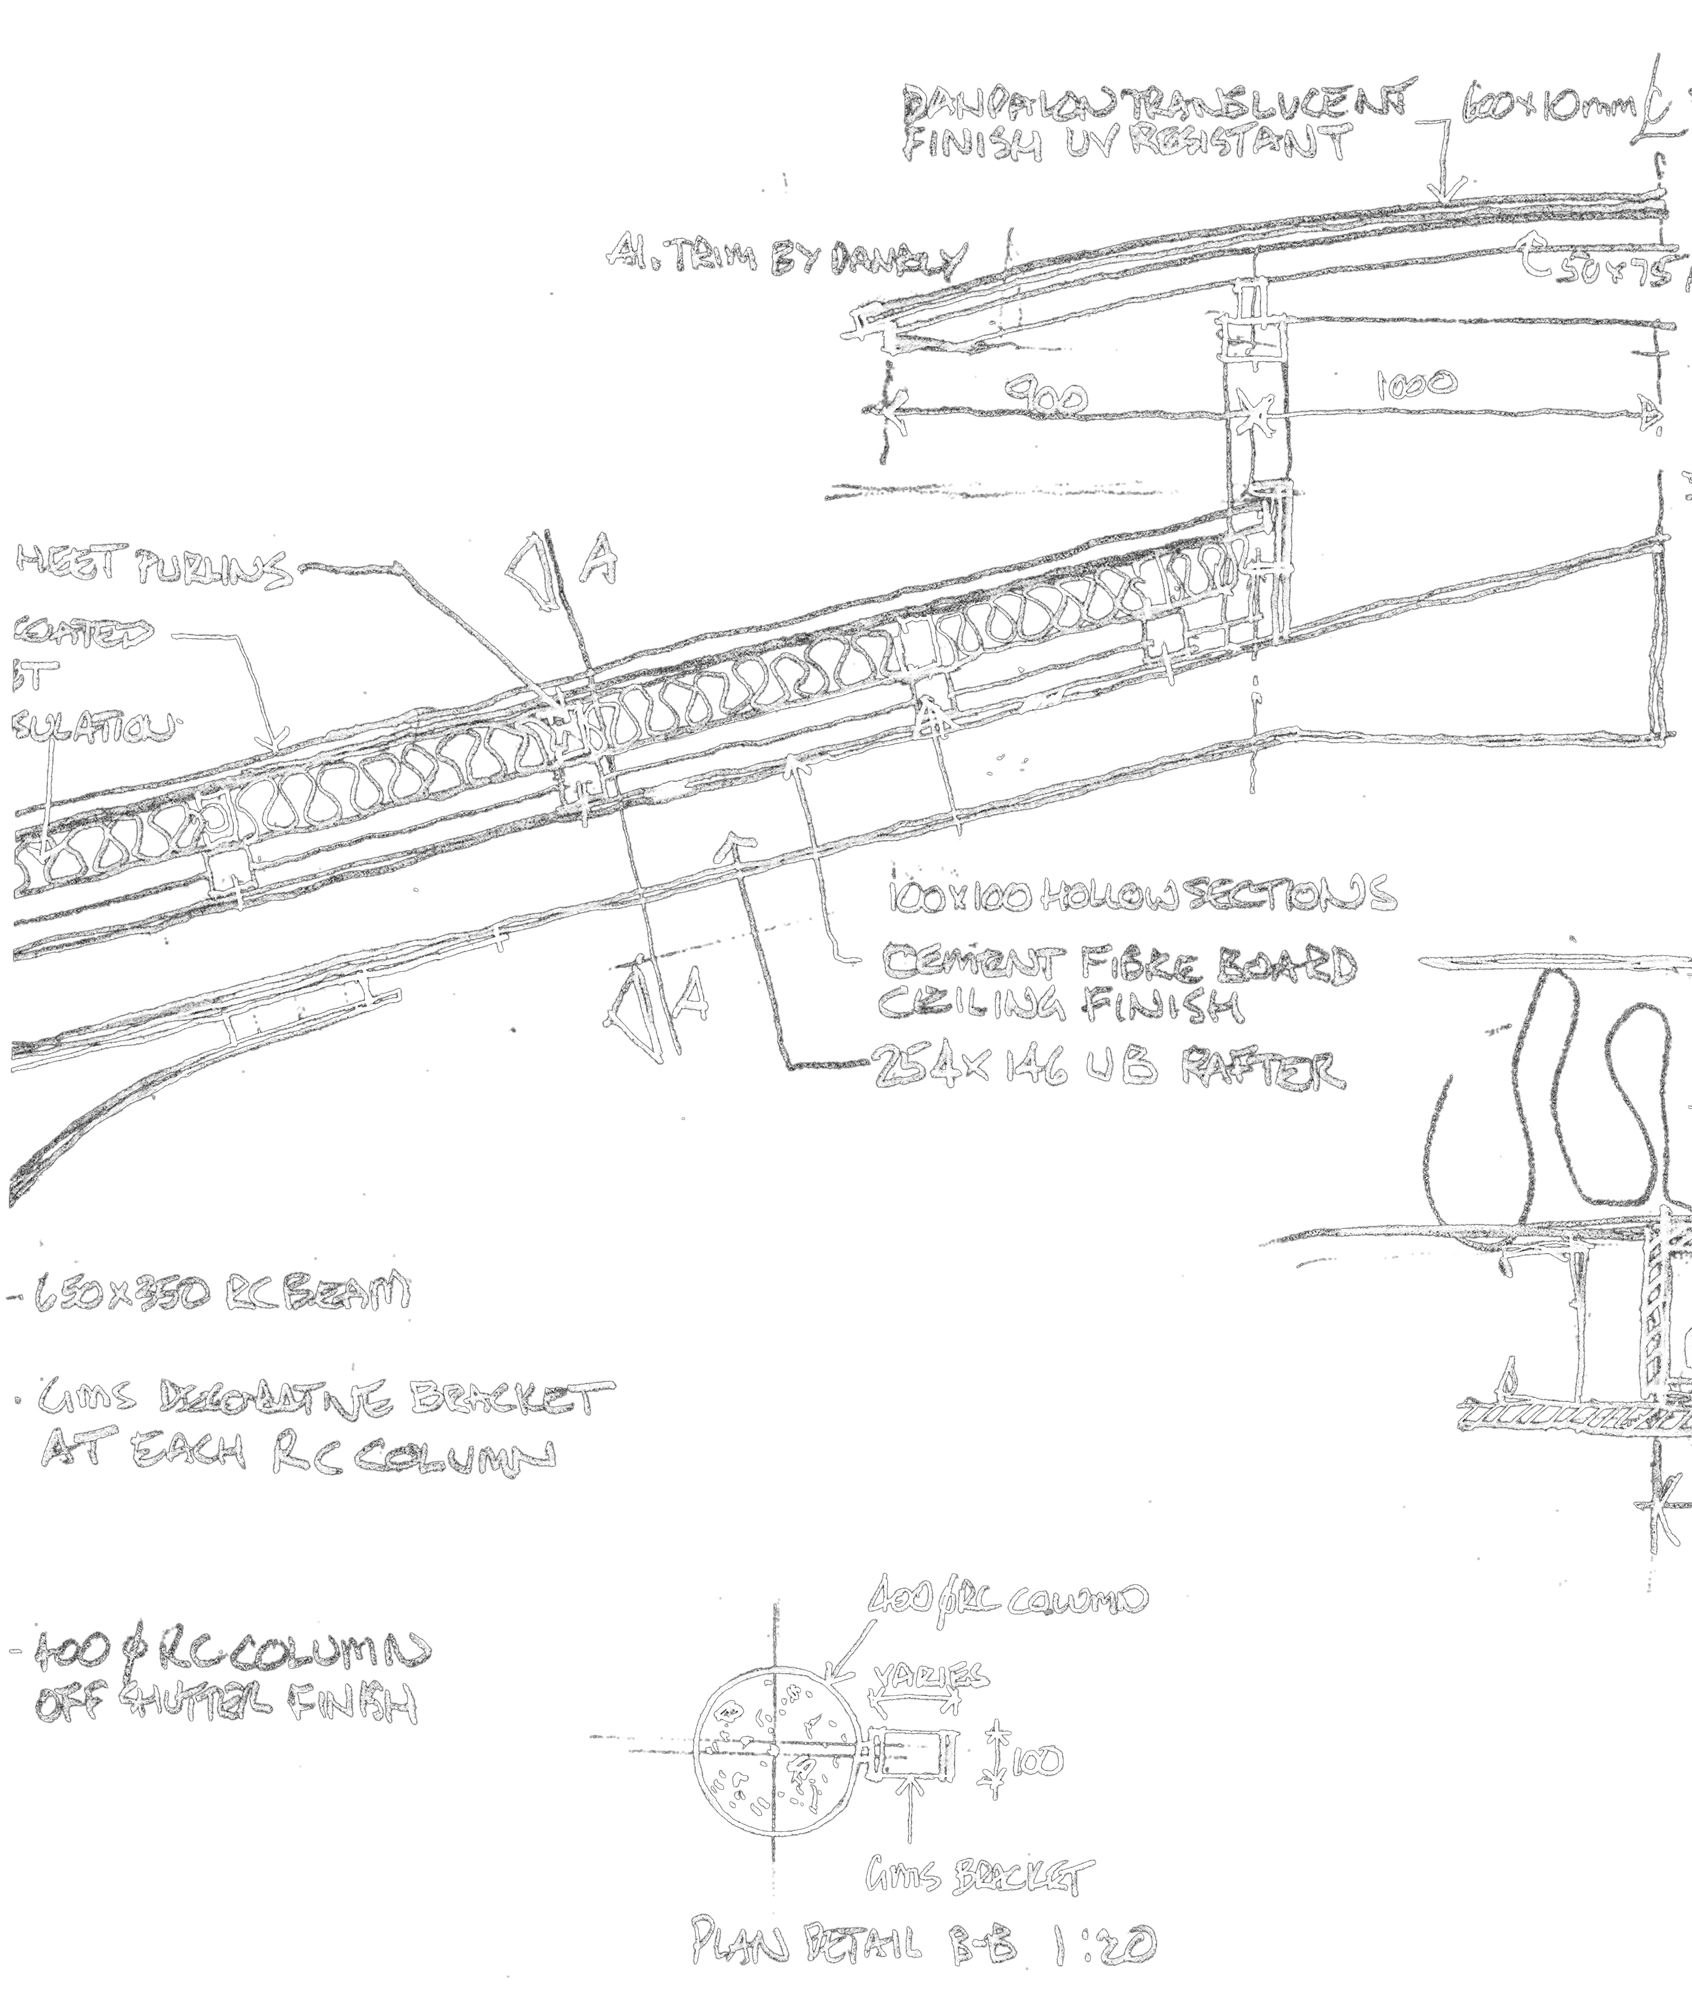 DANPALON TRANSLUCENT 600x10mm ℄
FINISH UV RESISTANT
Al. TRIM BY DANPLY
50x75
900
1000
HEET PURLINS
A
COATED
ET
SULATION
100x100 HOLLOW SECTIONS
CEMENT FIBRE BOARD
CEILING FINISH
A
254x146 UB RAFTER
- 650x350 RC BEAM
- GMS DECORATIVE BRACKET
AT EACH RC COLUMN
400 ϕ RC COLUMN
- 400 ϕ RC COLUMN
OFF SHUTTER FINISH
VARIES
100
GMS BRACKET
PLAN DETAIL B-B 1:20